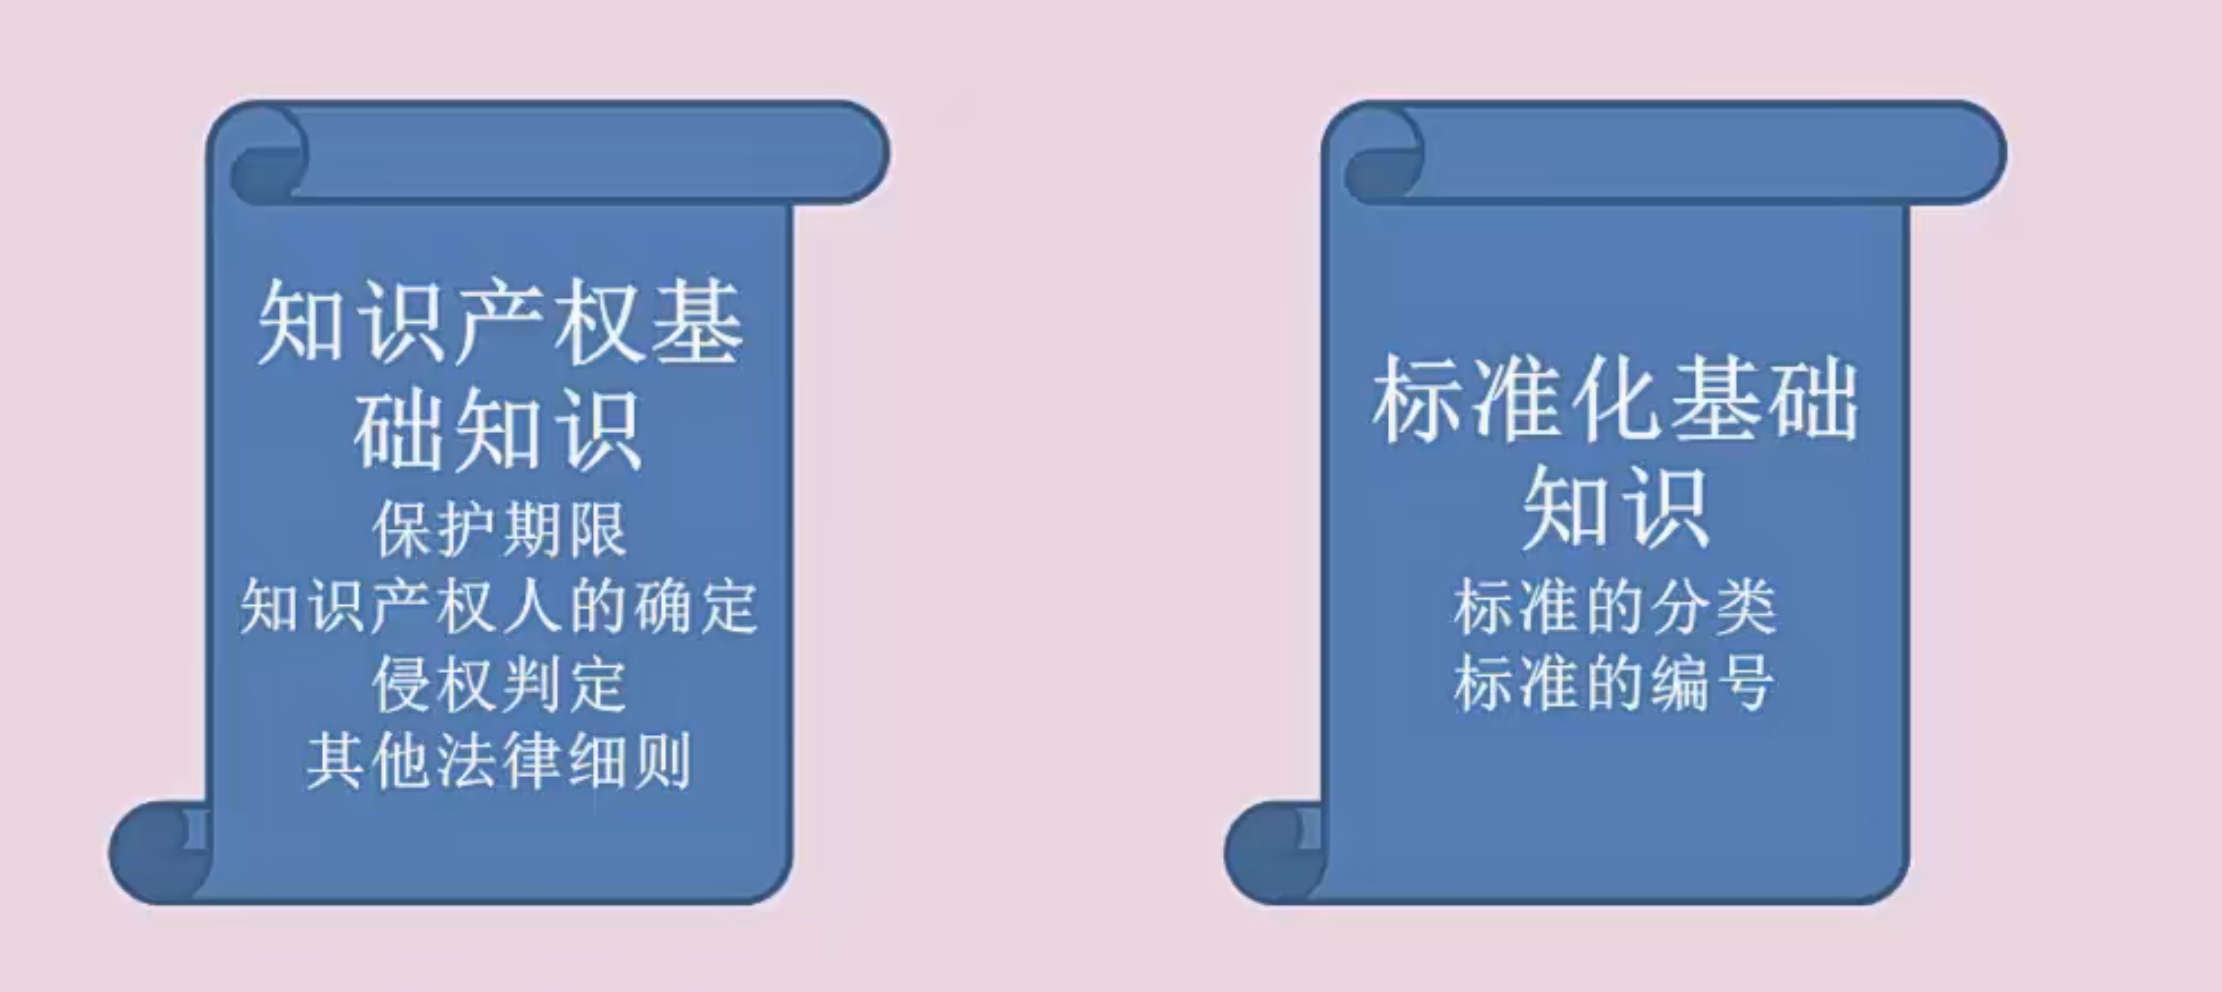 知识产权基
础知识
保护期限
知识产权人的确定
侵权判定
其他法律细则
标准化基础
知识
标准的分类
标准的编号